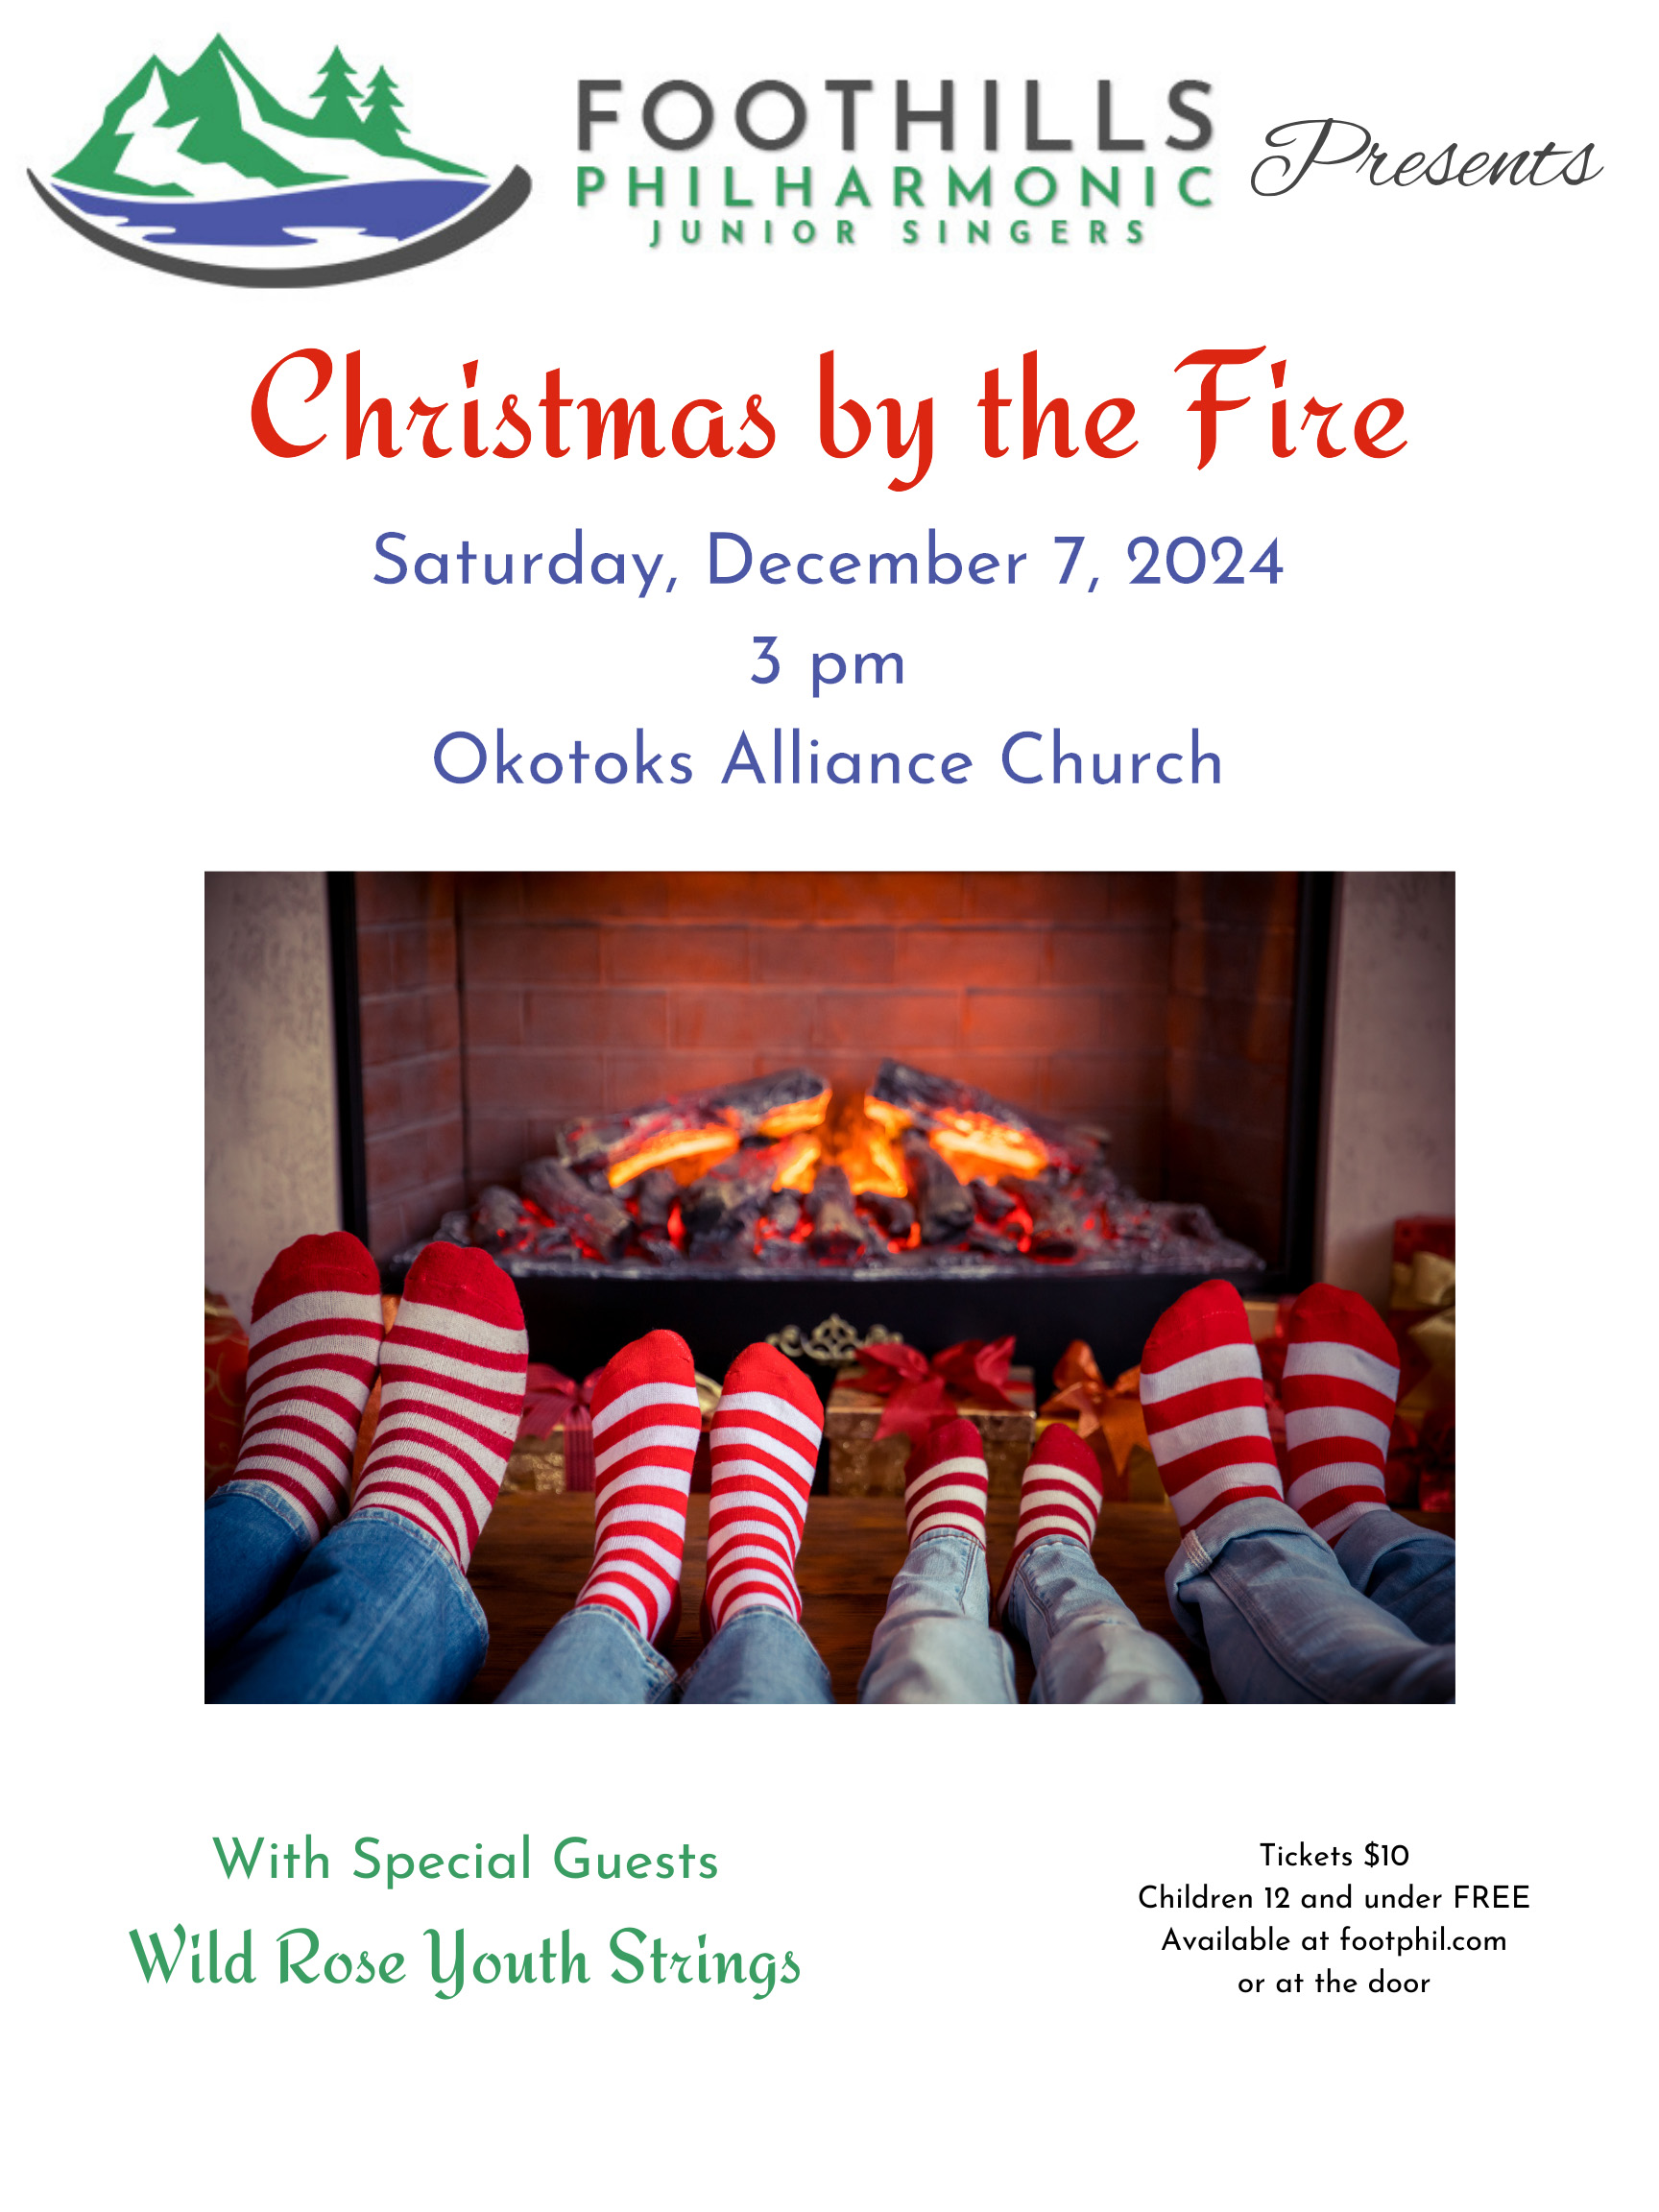 FOOTHILLS
PHILHARMONIC
JUNIOR SINGERS
Presents
Christmas by the Fire
Saturday, December 7, 2024
3 pm
Okotoks Alliance Church
With Special Guests
Wild Rose Youth Strings
Tickets $10
Children 12 and under FREE
Available at footphil.com
or at the door